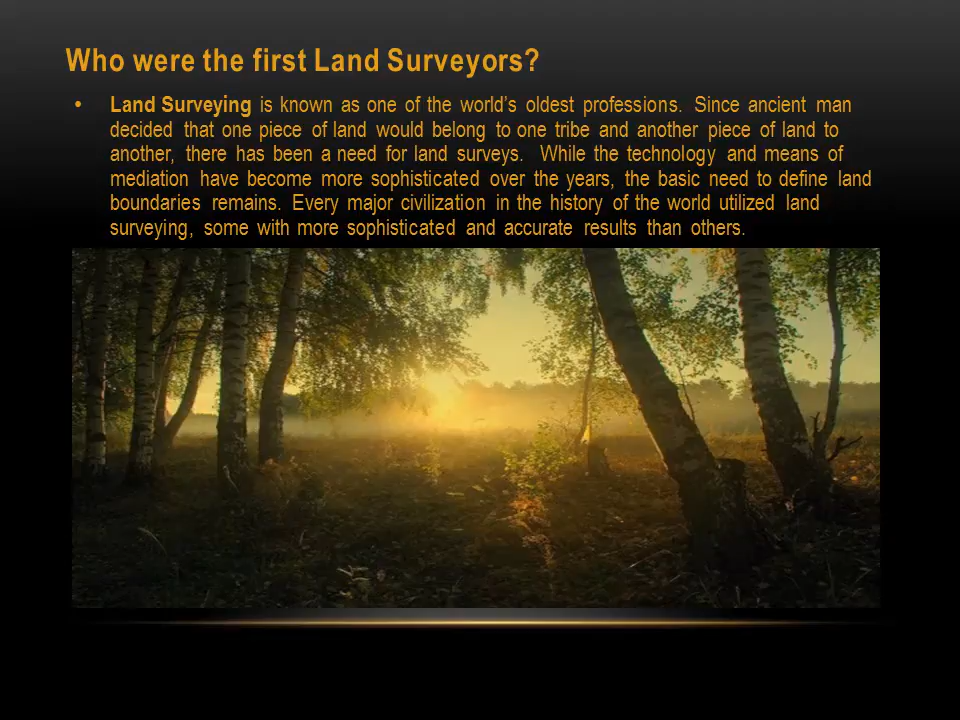 Who were the first Land Surveyors?
• Land Surveying is known as one of the world’s oldest professions. Since ancient man
decided that one piece of land would belong to one tribe and another piece of land to
another, there has been a need for land surveys. While the technology and means of
mediation have become more sophisticated over the years, the basic need to define land
boundaries remains. Every major civilization in the history of the world utilized land
surveying, some with more sophisticated and accurate results than others.